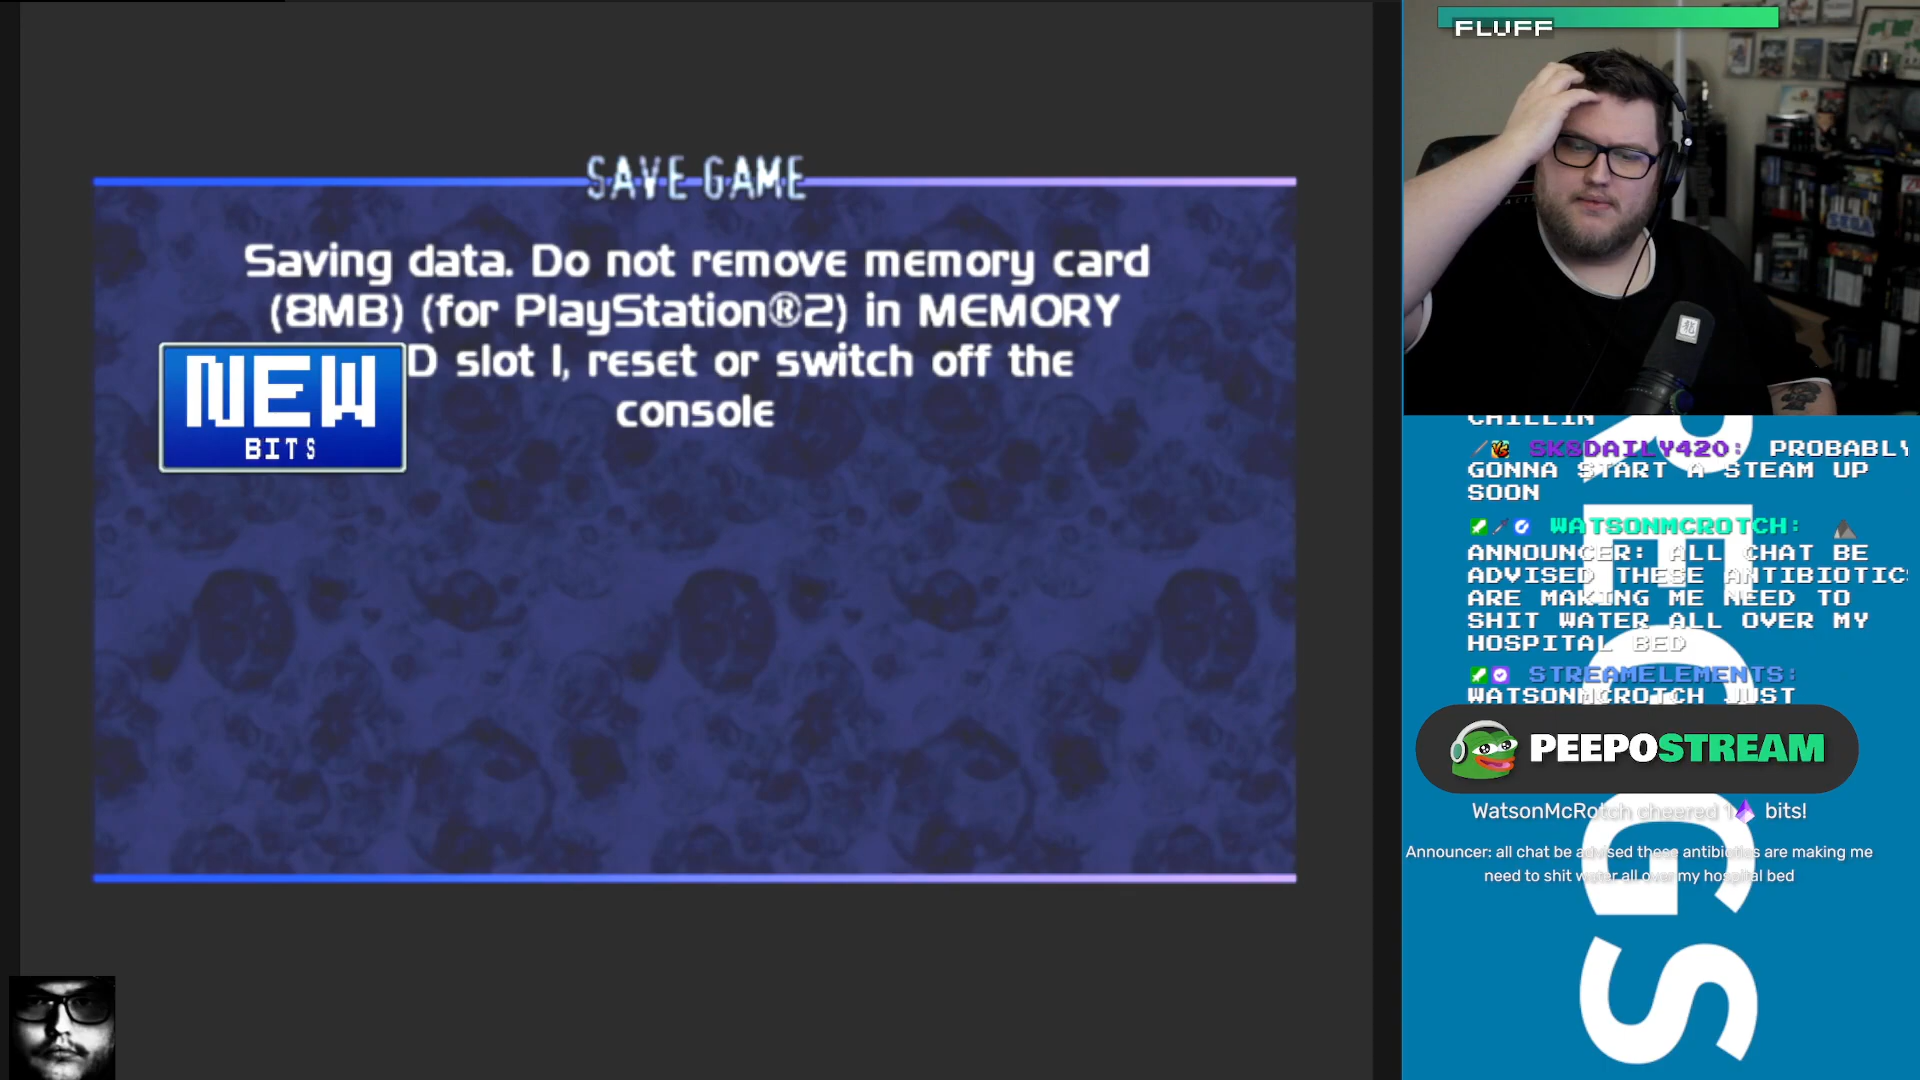 SAVE GAME
Saving data. Do not remove memory card
(8MB) (for PlayStation®2) in MEMORY
D slot 1, reset or switch off the
console
NEW
BITS
FLUFF
SEGA
CHILLIN
SK8DAILY420: PROBABLY
GONNA START A STEAM UP
SOON
WATSONMCROTCH:
ANNOUNCER: ALL CHAT BE
ADVISED THESE ANTIBIOTIC
ARE MAKING ME NEED TO
SHIT WATER ALL OVER MY
HOSPITAL BED
STREAMELEMENTS:
WATSONMCROTCH JUST
PEEPOSTREAM
WatsonMcRotch cheered 1 bits!
Announcer: all chat be advised these antibiotics are making me
need to shit water all over my hospital bed